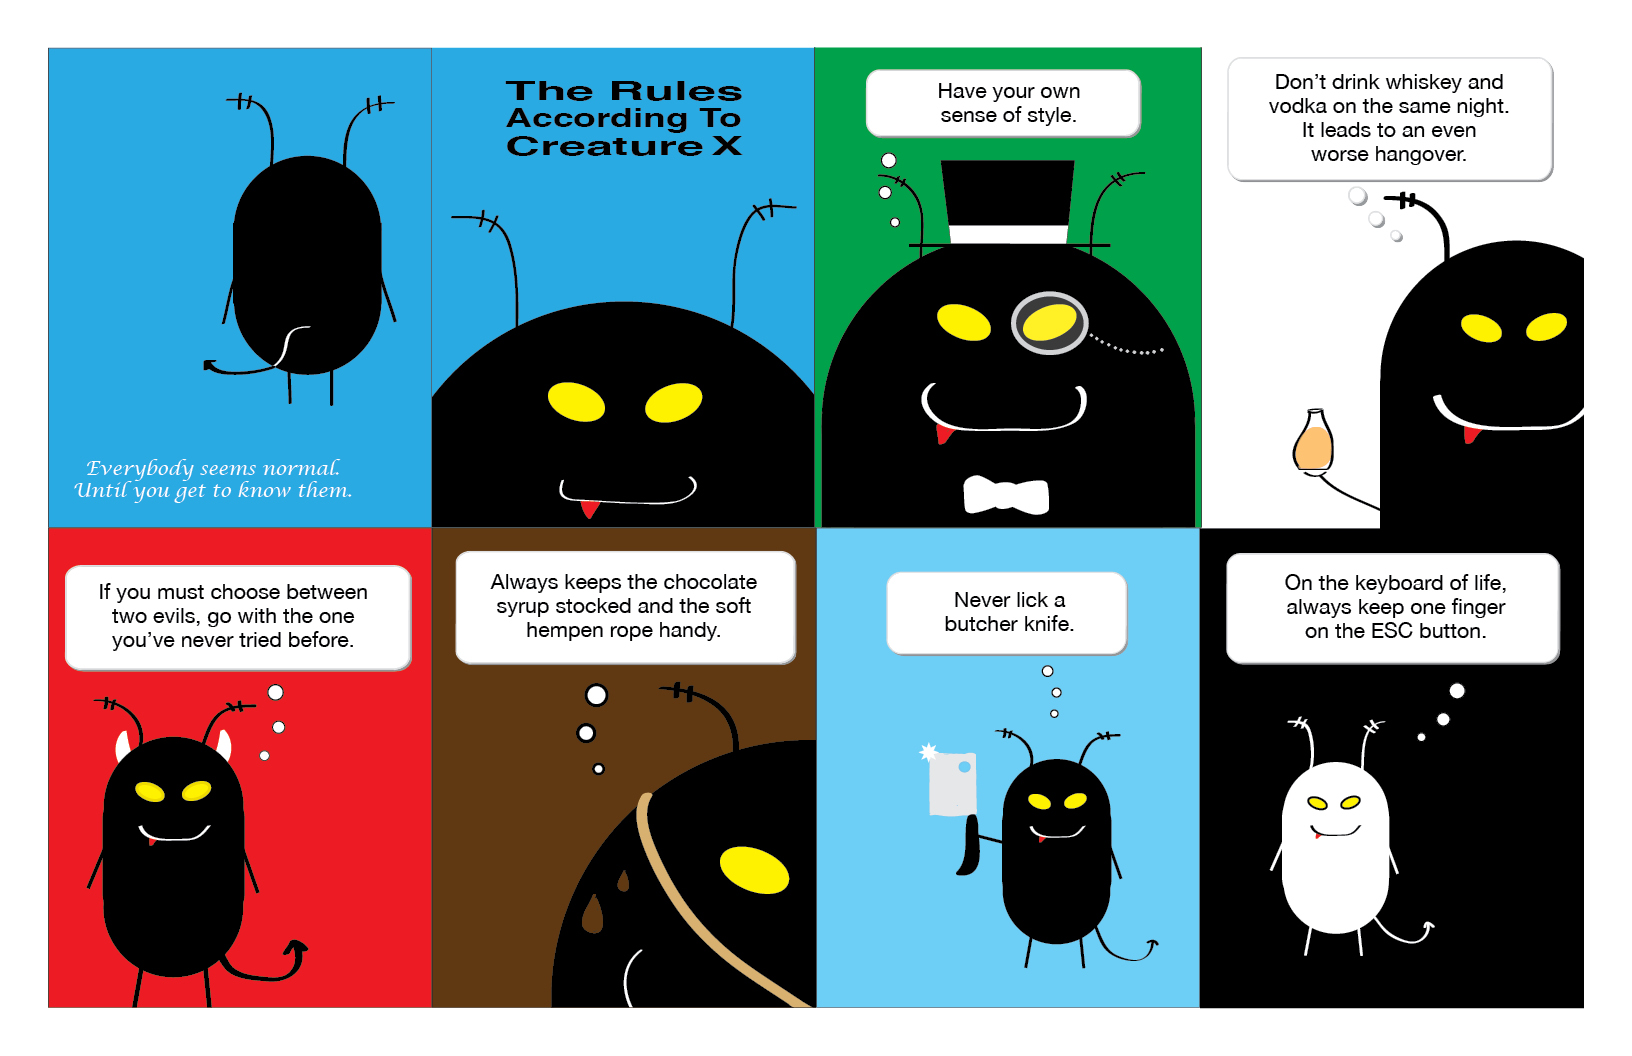 Everybody seems normal.
Until you get to know them.
The Rules
According To
Creature X
Have your own
sense of style.
Don't drink whiskey and
vodka on the same night.
It leads to an even
worse hangover.
If you must choose between
two evils, go with the one
you've never tried before.
Always keeps the chocolate
syrup stocked and the soft
hempen rope handy.
Never lick a
butcher knife.
On the keyboard of life,
always keep one finger
on the ESC button.